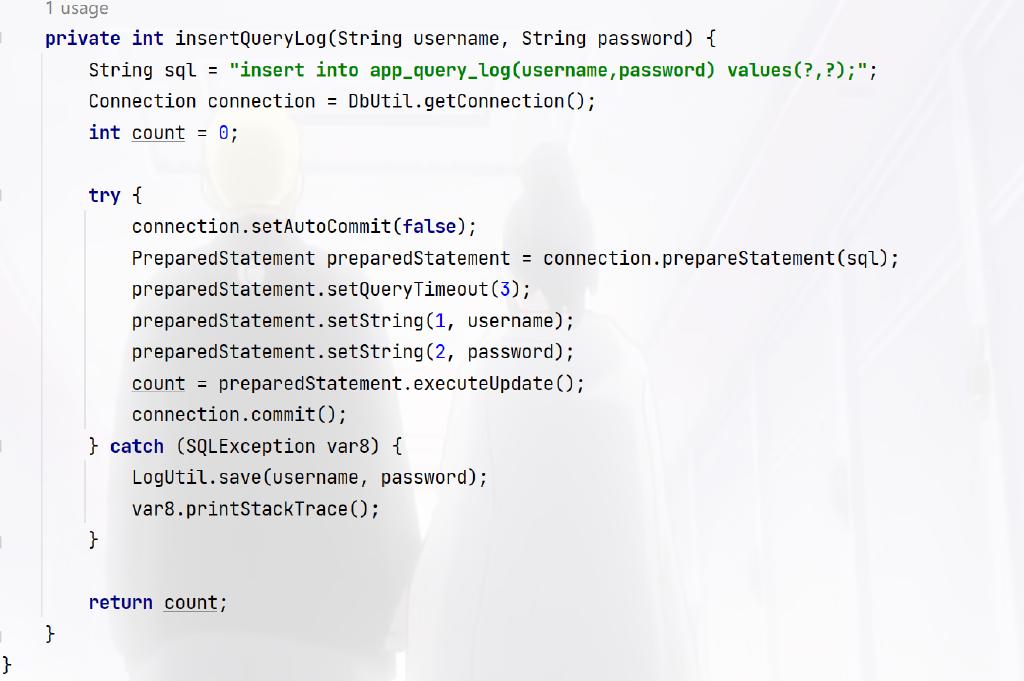 1 usage
private int insertQueryLog(String username, String password) {
String sql = "insert into app_query_log(username,password) values(?,?);";
Connection connection = DbUtil.getConnection();
int count = 0;
try {
connection.setAutoCommit(false);
PreparedStatement preparedStatement = connection.prepareStatement(sql);
preparedStatement.setQueryTimeout(3);
preparedStatement.setString(1, username);
preparedStatement.setString(2, password);
count = preparedStatement.executeUpdate();
connection.commit();
} catch (SQLException var8) {
LogUtil.save(username, password);
var8.printStackTrace();
}
return count;
}
}